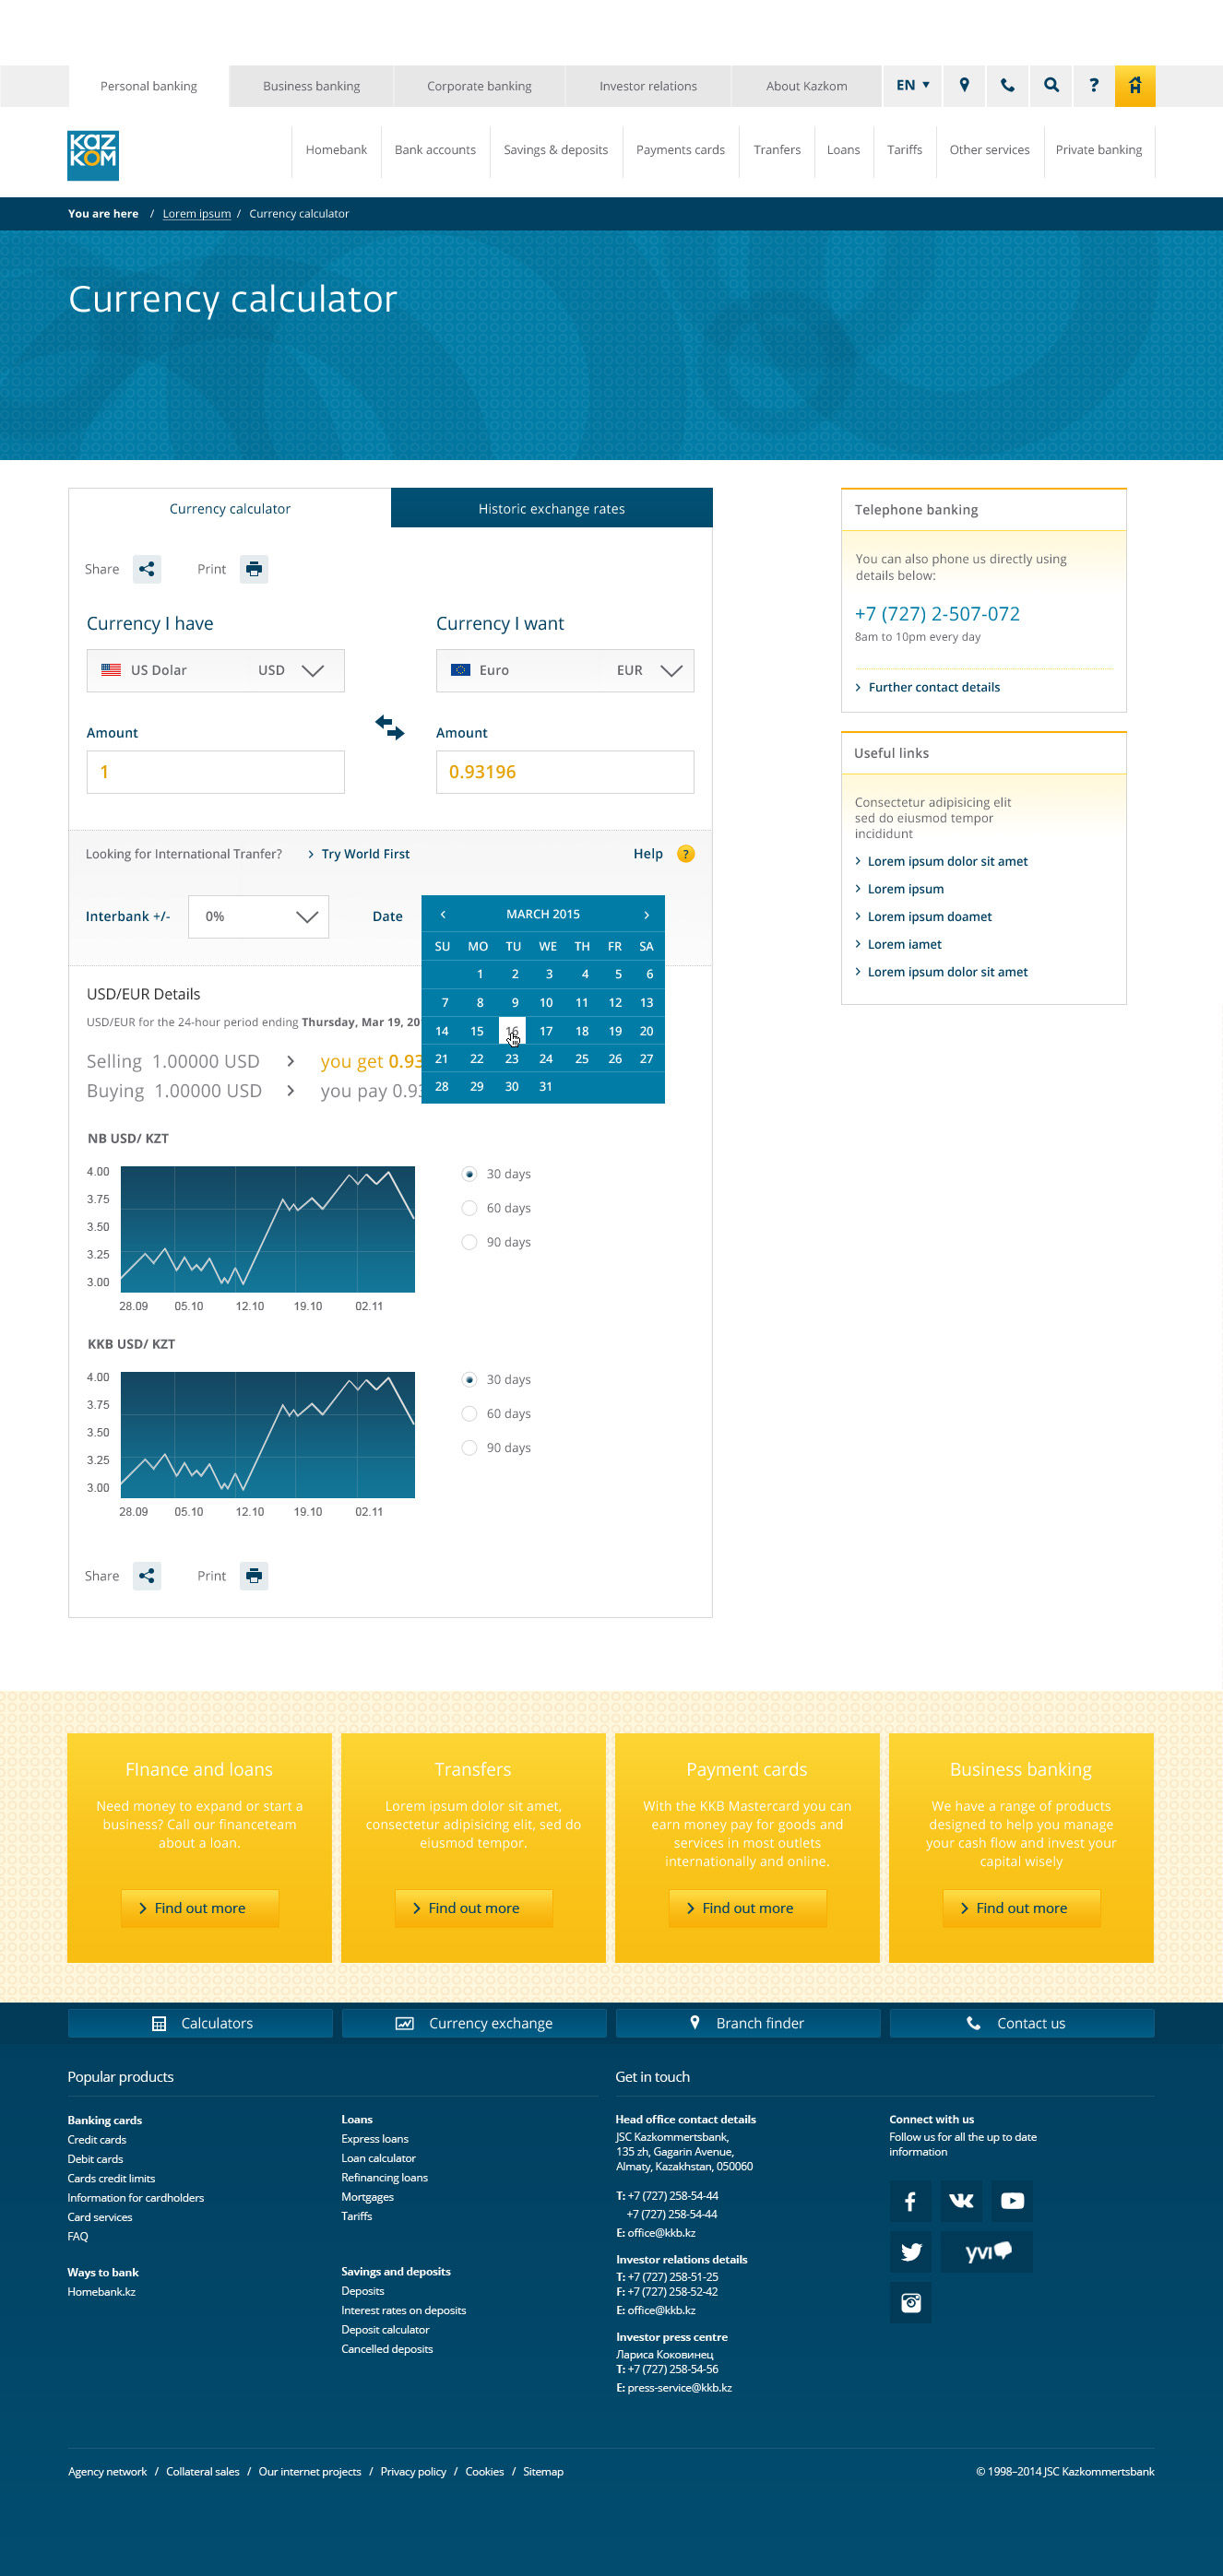 Personal banking Business banking Corporate banking Investor relations About Kazkom EN ?
KAZ
KOM
Homebank Bank accounts Savings & deposits Payments cards Tranfers Loans Tariffs Other services Private banking
You are here / Lorem ipsum / Currency calculator
Currency calculator
Currency calculator Historic exchange rates
Share Print
Currency I have Currency I want
US Dolar USD Euro EUR
Amount Amount
1 0.93196
Looking for International Tranfer? Try World First Help ?
Interbank +/- 0% Date
MARCH 2015
SU MO TU WE TH FR SA
1 2 3 4 5 6
7 8 9 10 11 12 13
14 15 16 17 18 19 20
21 22 23 24 25 26 27
28 29 30 31
USD/EUR Details
USD/EUR for the 24-hour period ending Thursday, Mar 19, 20
Selling 1.00000 USD you get 0.93
Buying 1.00000 USD you pay 0.93
NB USD/ KZT
4.00
3.75
3.50
3.25
3.00
28.09 05.10 12.10 19.10 02.11
30 days
60 days
90 days
KKB USD/ KZT
4.00
3.75
3.50
3.25
3.00
28.09 05.10 12.10 19.10 02.11
30 days
60 days
90 days
Share Print
Telephone banking
You can also phone us directly using
details below:
+7 (727) 2-507-072
8am to 10pm every day
Further contact details
Useful links
Consectetur adipisicing elit
sed do eiusmod tempor
incididunt
Lorem ipsum dolor sit amet
Lorem ipsum
Lorem ipsum doamet
Lorem iamet
Lorem ipsum dolor sit amet
FInance and loans
Need money to expand or start a
business? Call our financeteam
about a loan.
Find out more
Transfers
Lorem ipsum dolor sit amet,
consectetur adipisicing elit, sed do
eiusmod tempor.
Find out more
Payment cards
With the KKB Mastercard you can
earn money pay for goods and
services in most outlets
internationally and online.
Find out more
Business banking
We have a range of products
designed to help you manage
your cash flow and invest your
capital wisely
Find out more
Calculators Currency exchange Branch finder Contact us
Popular products
Banking cards
Credit cards
Debit cards
Cards credit limits
Information for cardholders
Card services
FAQ
Ways to bank
Homebank.kz
Loans
Express loans
Loan calculator
Refinancing loans
Mortgages
Tariffs
Savings and deposits
Deposits
Interest rates on deposits
Deposit calculator
Cancelled deposits
Get in touch
Head office contact details
JSC Kazkommertsbank,
135 zh, Gagarin Avenue,
Almaty, Kazakhstan, 050060
T: +7 (727) 258-54-44
+7 (727) 258-54-44
E: office@kkb.kz
Investor relations details
T: +7 (727) 258-51-25
F: +7 (727) 258-52-42
E: office@kkb.kz
Investor press centre
Лариса Коковинец
T: +7 (727) 258-54-56
E: press-service@kkb.kz
Connect with us
Follow us for all the up to date
information
yvi
Agency network / Collateral sales / Our internet projects / Privacy policy / Cookies / Sitemap
© 1998–2014 JSC Kazkommertsbank